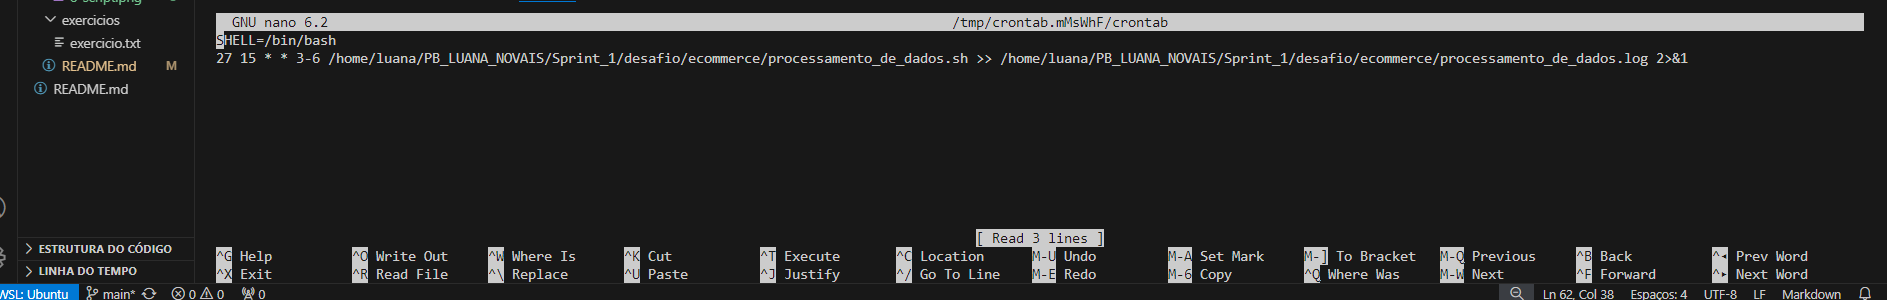 exercicios
exercicio.txt
README.md M
README.md
ESTRUTURA DO CÓDIGO
LINHA DO TEMPO
GNU nano 6.2 /tmp/crontab.mMsWhF/crontab
SHELL=/bin/bash
27 15 * * 3-6 /home/luana/PB_LUANA_NOVAIS/Sprint_1/desafio/ecommerce/processamento_de_dados.sh >> /home/luana/PB_LUANA_NOVAIS/Sprint_1/desafio/ecommerce/processamento_de_dados.log 2>&1
[ Read 3 lines ]
^G Help ^O Write Out ^W Where Is ^K Cut ^T Execute ^C Location M-U Undo M-A Set Mark M-] To Bracket M-Q Previous ^B Back ^◂ Prev Word
^X Exit ^R Read File ^\ Replace ^U Paste ^J Justify ^/ Go To Line M-E Redo M-6 Copy ^Q Where Was M-W Next ^F Forward ^▸ Next Word
WSL: Ubuntu main* 0 0 0 Ln 62, Col 38 Espaços: 4 UTF-8 LF Markdown